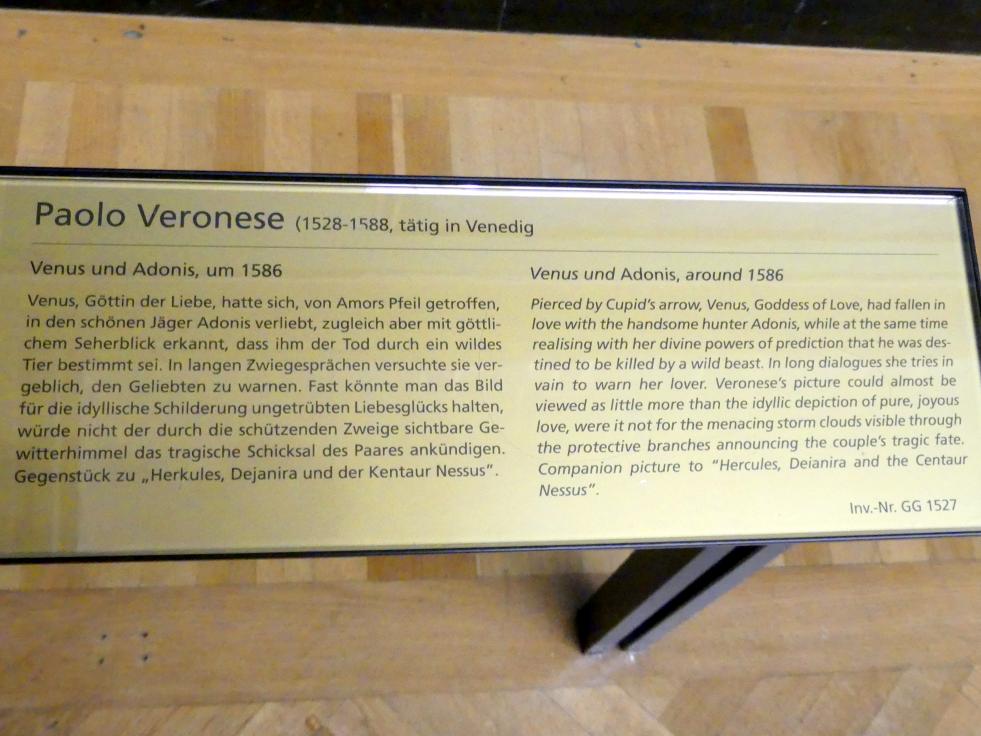 Paolo Veronese (1528-1588, tätig in Venedig
Venus und Adonis, um 1586
Venus, Göttin der Liebe, hatte sich, von Amors Pfeil getroffen,
in den schönen Jäger Adonis verliebt, zugleich aber mit göttli-
chem Seherblick erkannt, dass ihm der Tod durch ein wildes
Tier bestimmt sei. In langen Zwiegesprächen versuchte sie ver-
geblich, den Geliebten zu warnen. Fast könnte man das Bild
für die idyllische Schilderung ungetrübten Liebesglücks halten,
würde nicht der durch die schützenden Zweige sichtbare Ge-
witterhimmel das tragische Schicksal des Paares ankündigen.
Gegenstück zu „Herkules, Dejanira und der Kentaur Nessus“.
Venus und Adonis, around 1586
Pierced by Cupid's arrow, Venus, Goddess of Love, had fallen in
love with the handsome hunter Adonis, while at the same time
realising with her divine powers of prediction that he was des-
tined to be killed by a wild beast. In long dialogues she tries in
vain to warn her lover. Veronese's picture could almost be
viewed as little more than the idyllic depiction of pure, joyous
love, were it not for the menacing storm clouds visible through
the protective branches announcing the couple's tragic fate.
Companion picture to “Hercules, Deianira and the Centaur
Nessus”.
Inv.-Nr. GG 1527